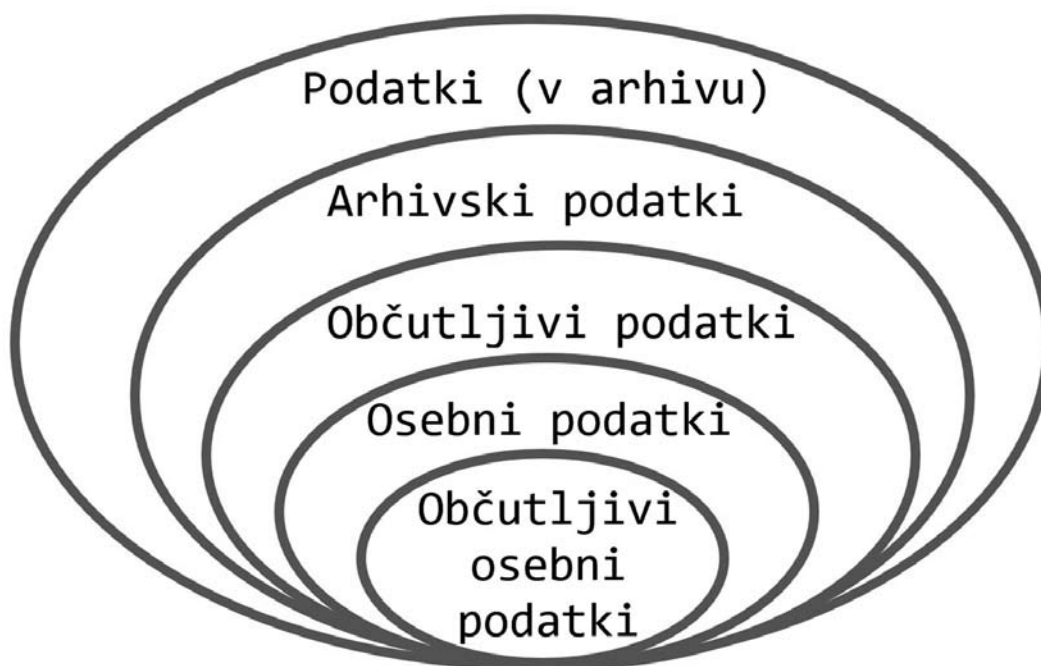 Podatki (v arhivu)
Arhivski podatki
Občutljivi podatki
Osebni podatki
Občutljivi
osebni
podatki